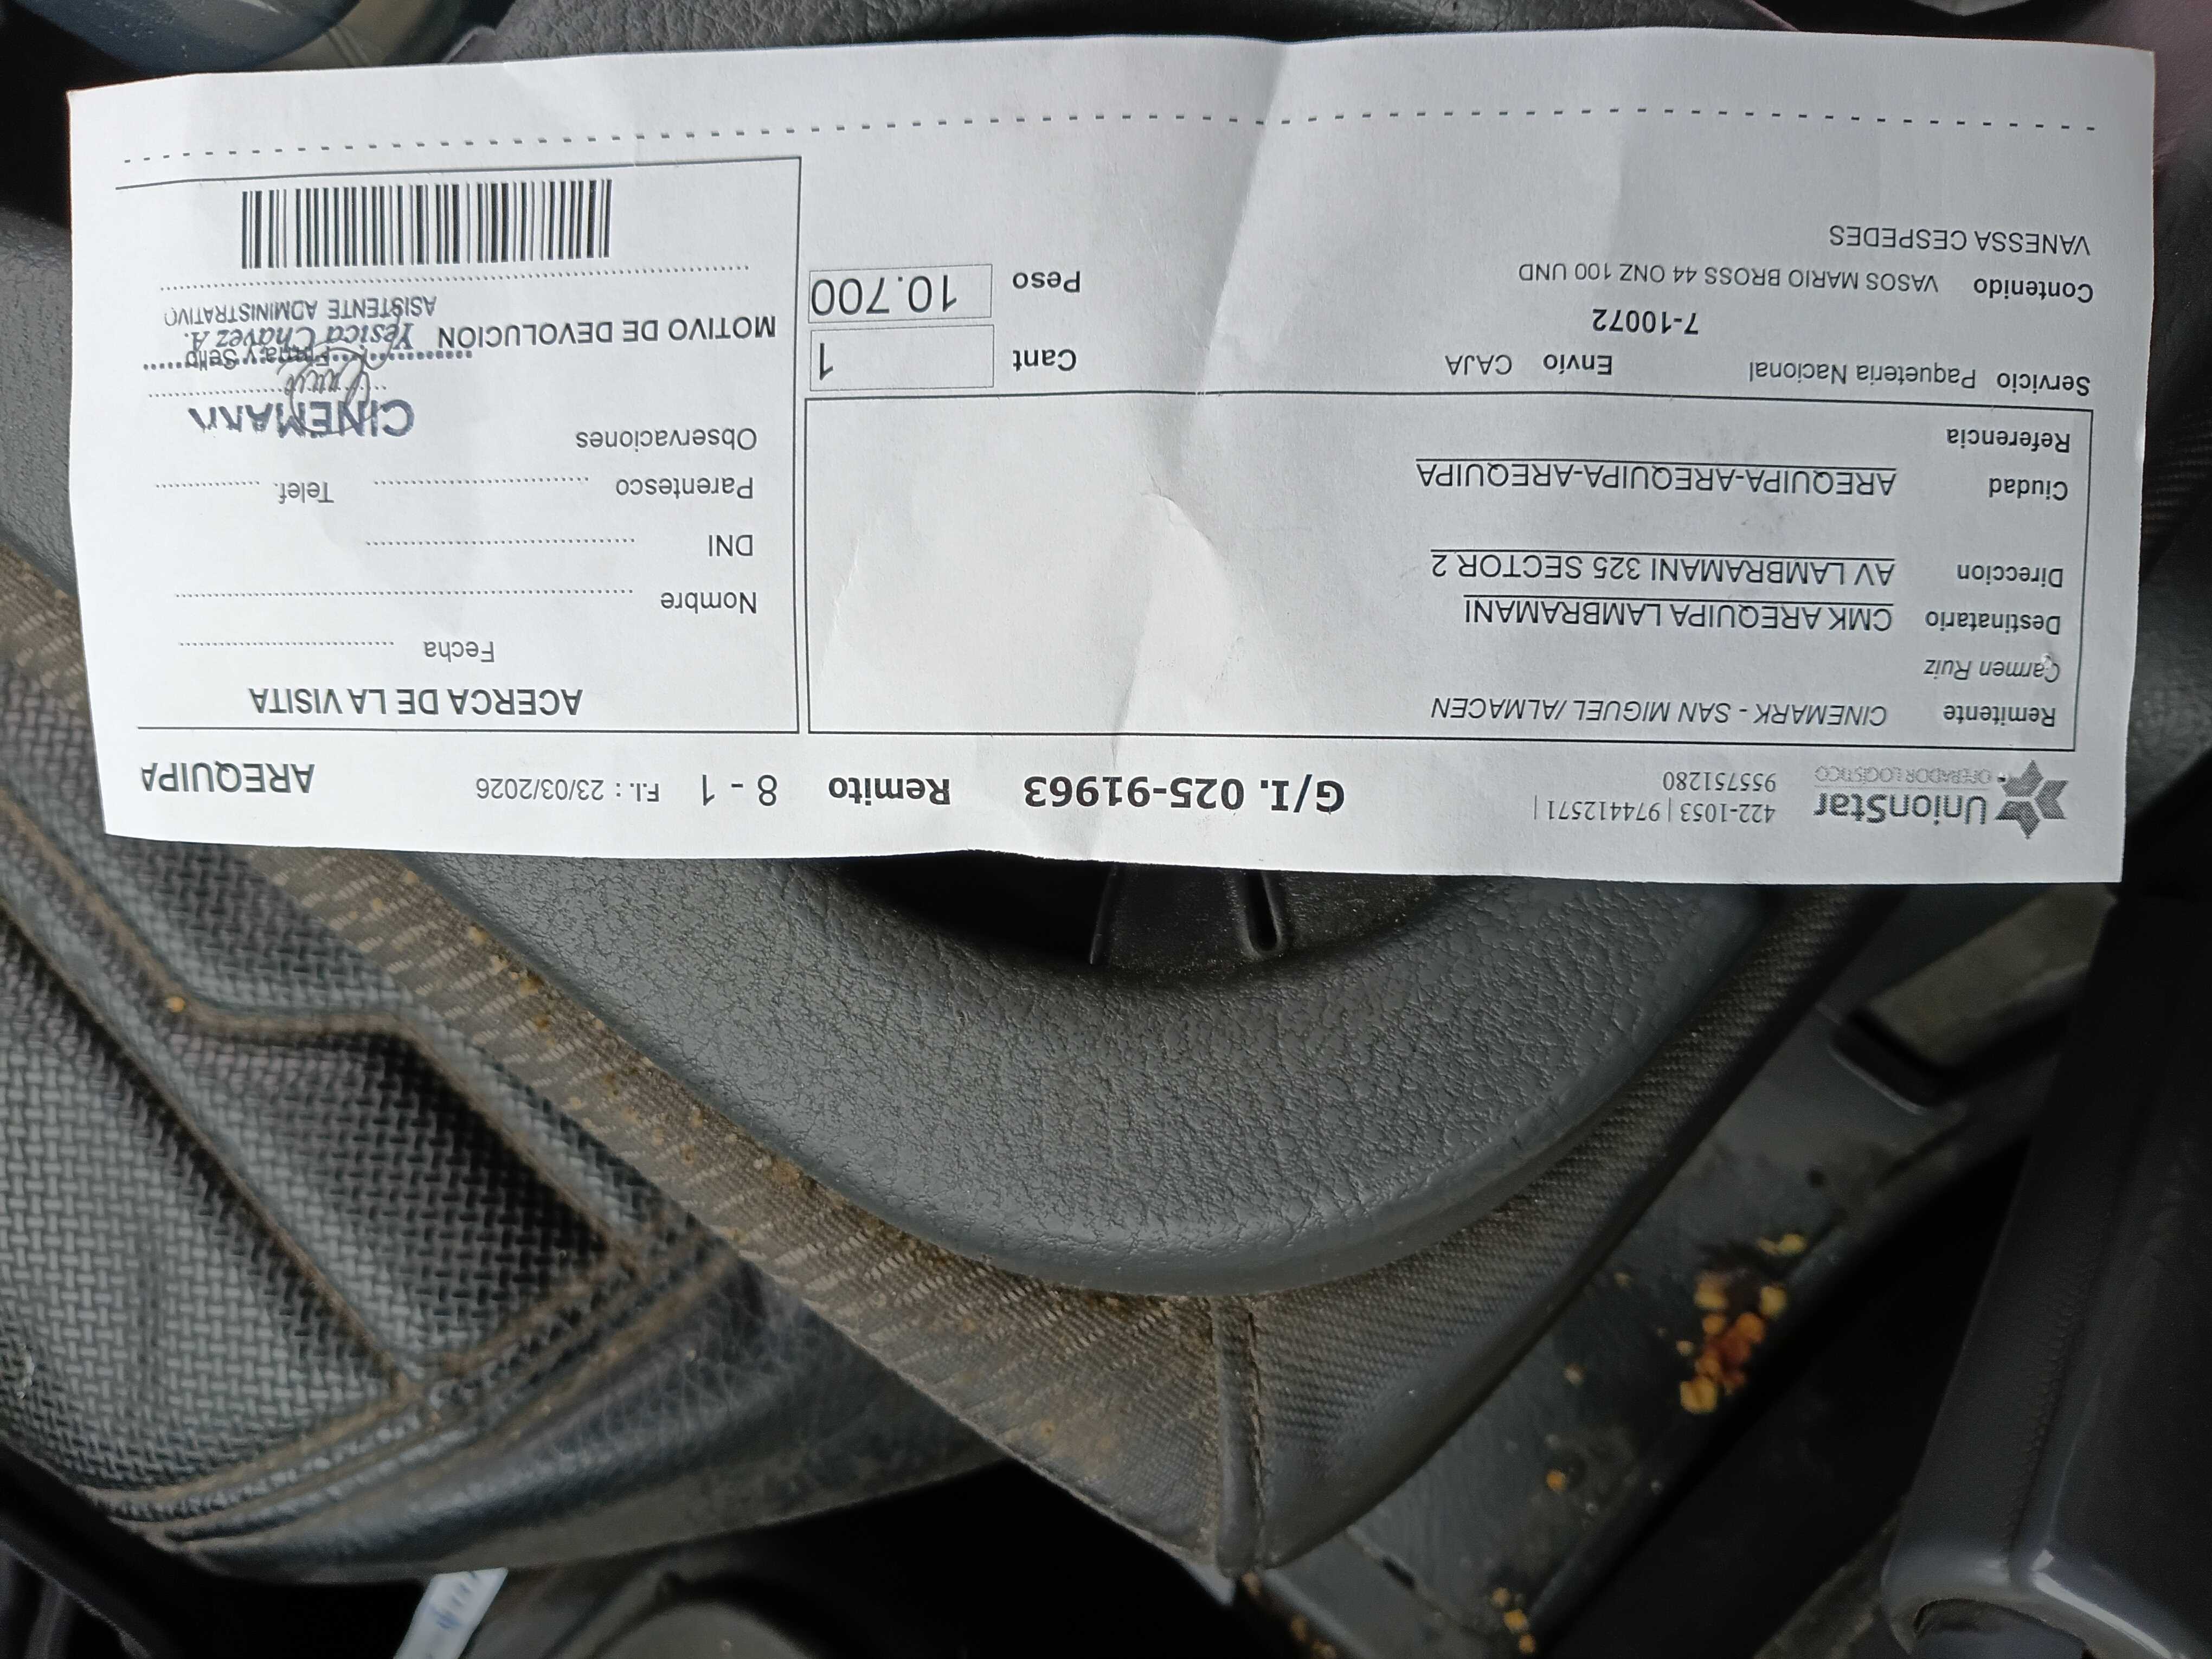 UnionStar
OPERADOR LOGISTICO
422-1053 | 974412571 |
955751280
G/I. 025-91963
Remito 8 - 1 F.I. : 23/03/2026 AREQUIPA
Remitente CINEMARK - SAN MIGUEL /ALMACEN
Carmen Ruiz
Destinatario CMK AREQUIPA LAMBRAMANI
Direccion AV LAMBRAMANI 325 SECTOR 2
Ciudad AREQUIPA-AREQUIPA-AREQUIPA
Referencia
Servicio Paqueteria Nacional Envío CAJA
7-10072
Contenido VASOS MARIO BROSS 44 ONZ 100 UND
VANESSA CESPEDES
Cant 1
Peso 10.700
ACERCA DE LA VISITA
Fecha
Nombre
DNI
Parentesco Telef.
Observaciones
CINEMARK
Firma y Sello
Yesica Chávez A.
MOTIVO DE DEVOLUCION
ASISTENTE ADMINISTRATIVO